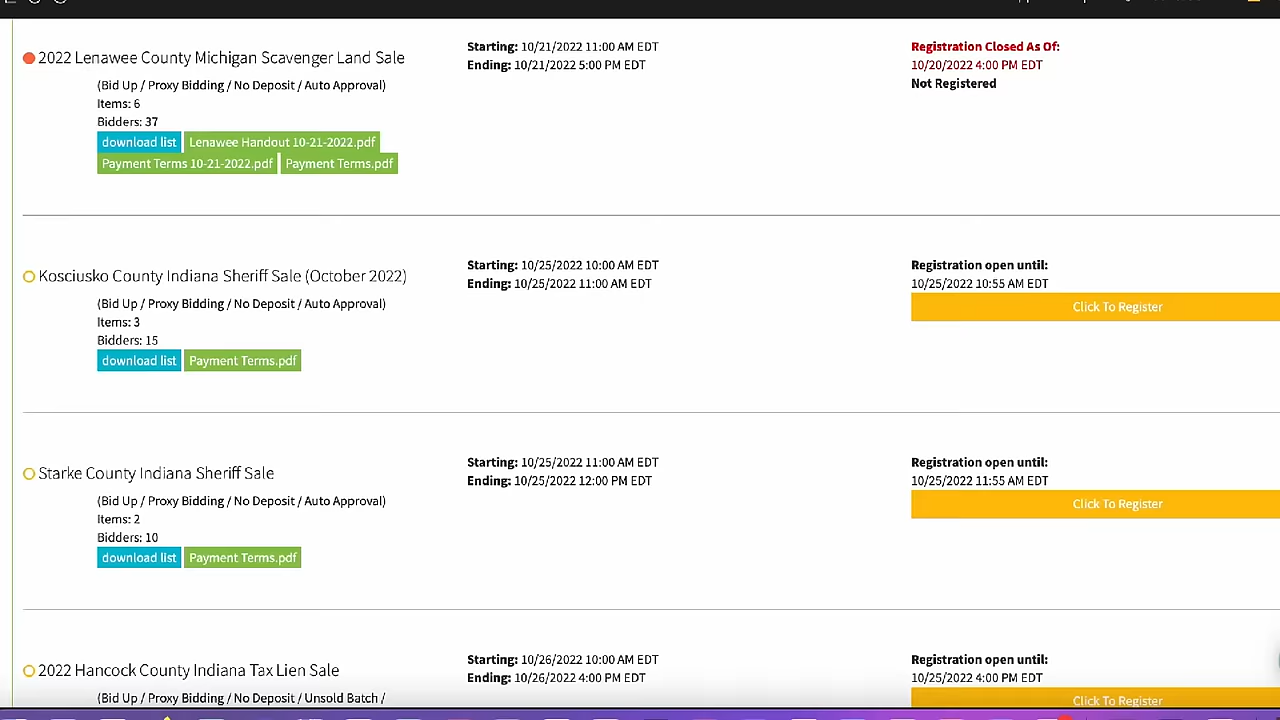 2022 Lenawee County Michigan Scavenger Land Sale
(Bid Up / Proxy Bidding / No Deposit / Auto Approval)
Items: 6
Bidders: 37
download list Lenawee Handout 10-21-2022.pdf
Payment Terms 10-21-2022.pdf Payment Terms.pdf
Starting: 10/21/2022 11:00 AM EDT
Ending: 10/21/2022 5:00 PM EDT
Registration Closed As Of:
10/20/2022 4:00 PM EDT
Not Registered
Kosciusko County Indiana Sheriff Sale (October 2022)
(Bid Up / Proxy Bidding / No Deposit / Auto Approval)
Items: 3
Bidders: 15
download list Payment Terms.pdf
Starting: 10/25/2022 10:00 AM EDT
Ending: 10/25/2022 11:00 AM EDT
Registration open until:
10/25/2022 10:55 AM EDT
Click To Register
Starke County Indiana Sheriff Sale
(Bid Up / Proxy Bidding / No Deposit / Auto Approval)
Items: 2
Bidders: 10
download list Payment Terms.pdf
Starting: 10/25/2022 11:00 AM EDT
Ending: 10/25/2022 12:00 PM EDT
Registration open until:
10/25/2022 11:55 AM EDT
Click To Register
2022 Hancock County Indiana Tax Lien Sale
(Bid Up / Proxy Bidding / No Deposit / Unsold Batch /
Starting: 10/26/2022 10:00 AM EDT
Ending: 10/26/2022 4:00 PM EDT
Registration open until:
10/25/2022 4:00 PM EDT
Click To Register